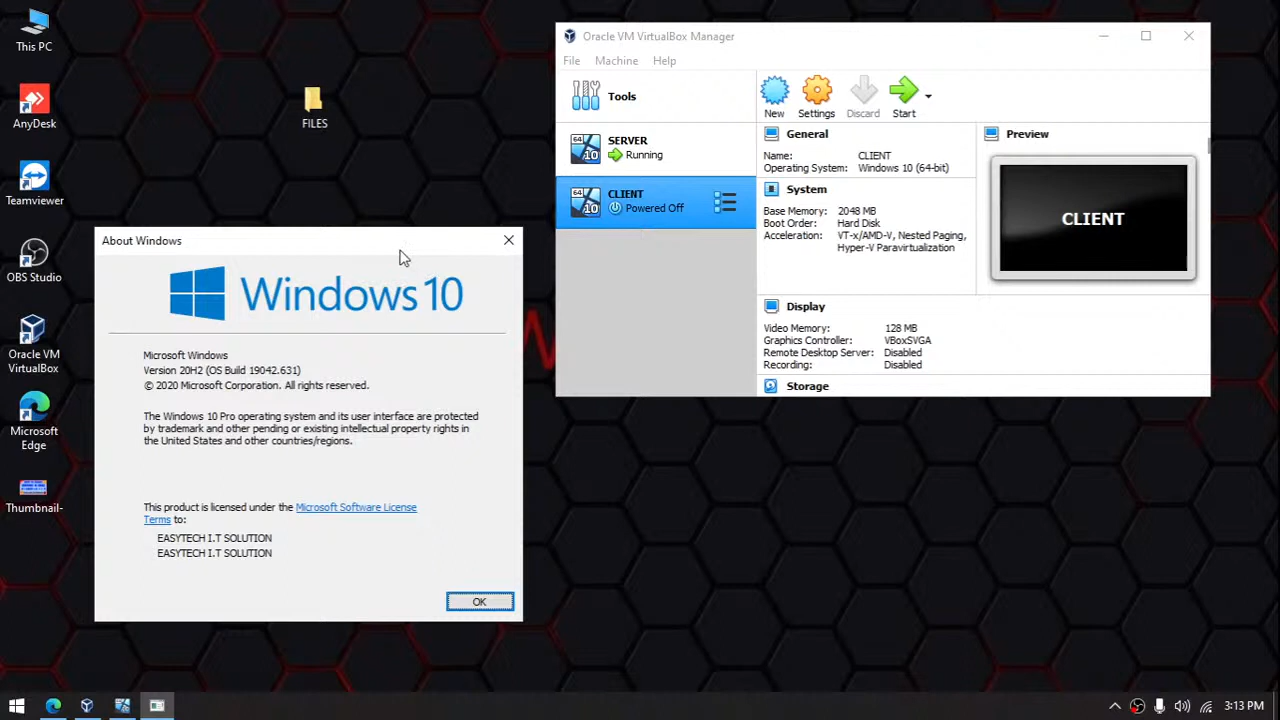 This PC
AnyDesk
Teamviewer
OBS Studio
Oracle VM
VirtualBox
Microsoft
Edge
Thumbnail-
FILES
About Windows
Windows 10
Microsoft Windows
Version 20H2 (OS Build 19042.631)
© 2020 Microsoft Corporation. All rights reserved.
The Windows 10 Pro operating system and its user interface are protected
by trademark and other pending or existing intellectual property rights in
the United States and other countries/regions.
This product is licensed under the Microsoft Software License
Terms to:
EASYTECH I.T SOLUTION
EASYTECH I.T SOLUTION
OK
Oracle VM VirtualBox Manager
File Machine Help
Tools
New Settings Discard Start
64
10
SERVER
Running
64
10
CLIENT
Powered Off
General
Name: CLIENT
Operating System: Windows 10 (64-bit)
System
Base Memory: 2048 MB
Boot Order: Hard Disk
Acceleration: VT-x/AMD-V, Nested Paging,
Hyper-V Paravirtualization
Preview
CLIENT
Display
Video Memory: 128 MB
Graphics Controller: VBoxSVGA
Remote Desktop Server: Disabled
Recording: Disabled
Storage
3:13 PM